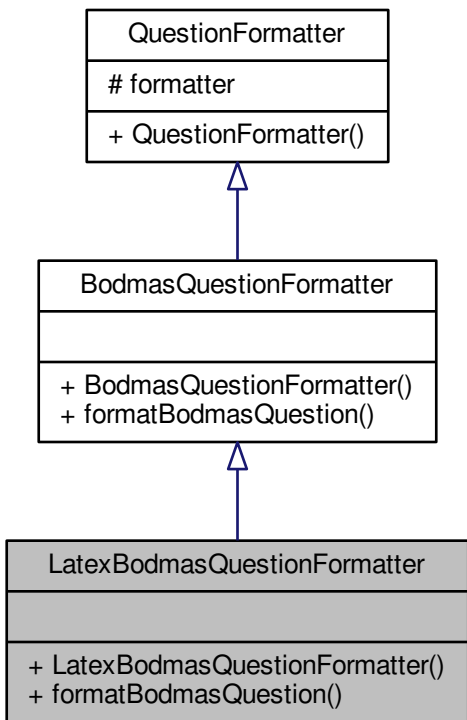 QuestionFormatter
# formatter
+ QuestionFormatter()
BodmasQuestionFormatter
+ BodmasQuestionFormatter()
+ formatBodmasQuestion()
LatexBodmasQuestionFormatter
+ LatexBodmasQuestionFormatter()
+ formatBodmasQuestion()